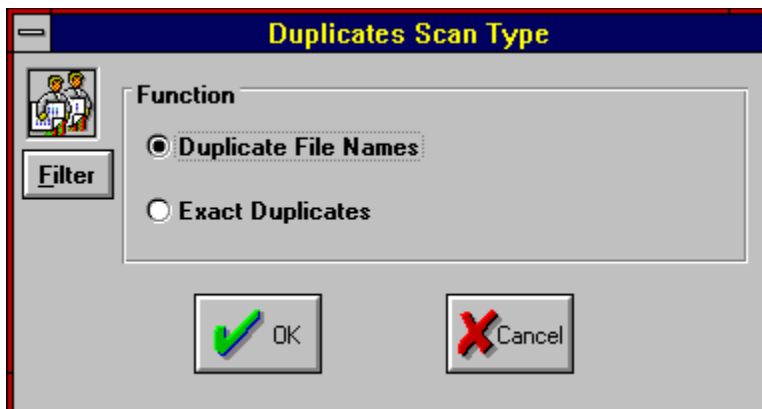 Duplicates Scan Type
Function
Duplicate File Names
Filter
Exact Duplicates
OK
Cancel